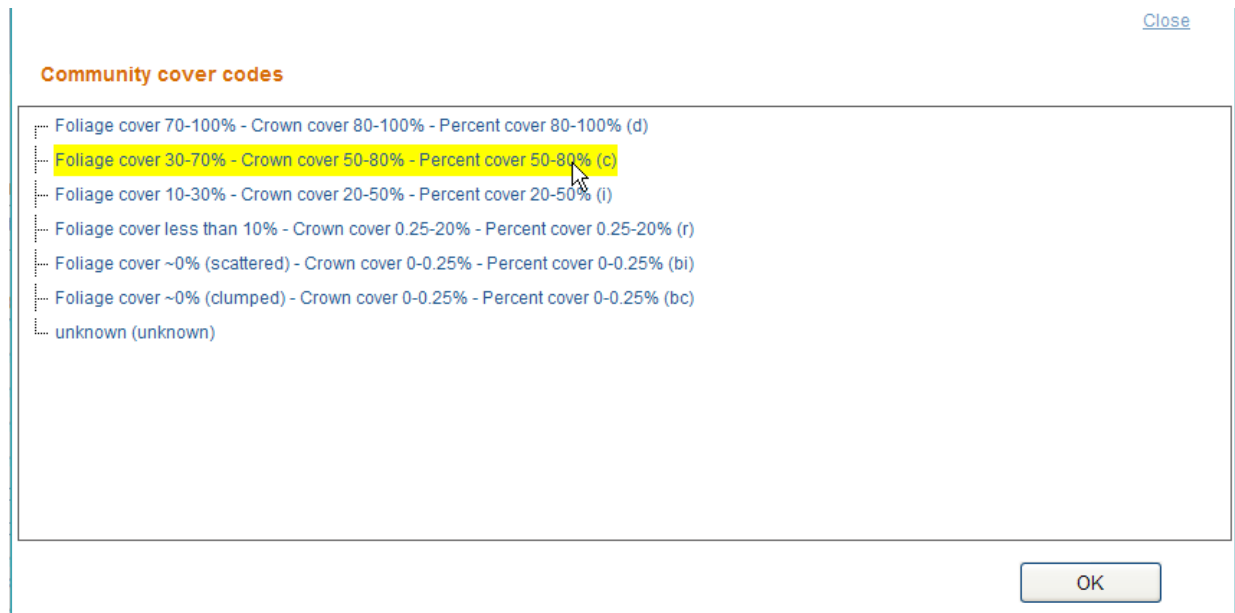 Close
Community cover codes
Foliage cover 70-100% - Crown cover 80-100% - Percent cover 80-100% (d)
Foliage cover 30-70% - Crown cover 50-80% - Percent cover 50-80% (c)
Foliage cover 10-30% - Crown cover 20-50% - Percent cover 20-50% (i)
Foliage cover less than 10% - Crown cover 0.25-20% - Percent cover 0.25-20% (r)
Foliage cover ~0% (scattered) - Crown cover 0-0.25% - Percent cover 0-0.25% (bi)
Foliage cover ~0% (clumped) - Crown cover 0-0.25% - Percent cover 0-0.25% (bc)
unknown (unknown)
OK